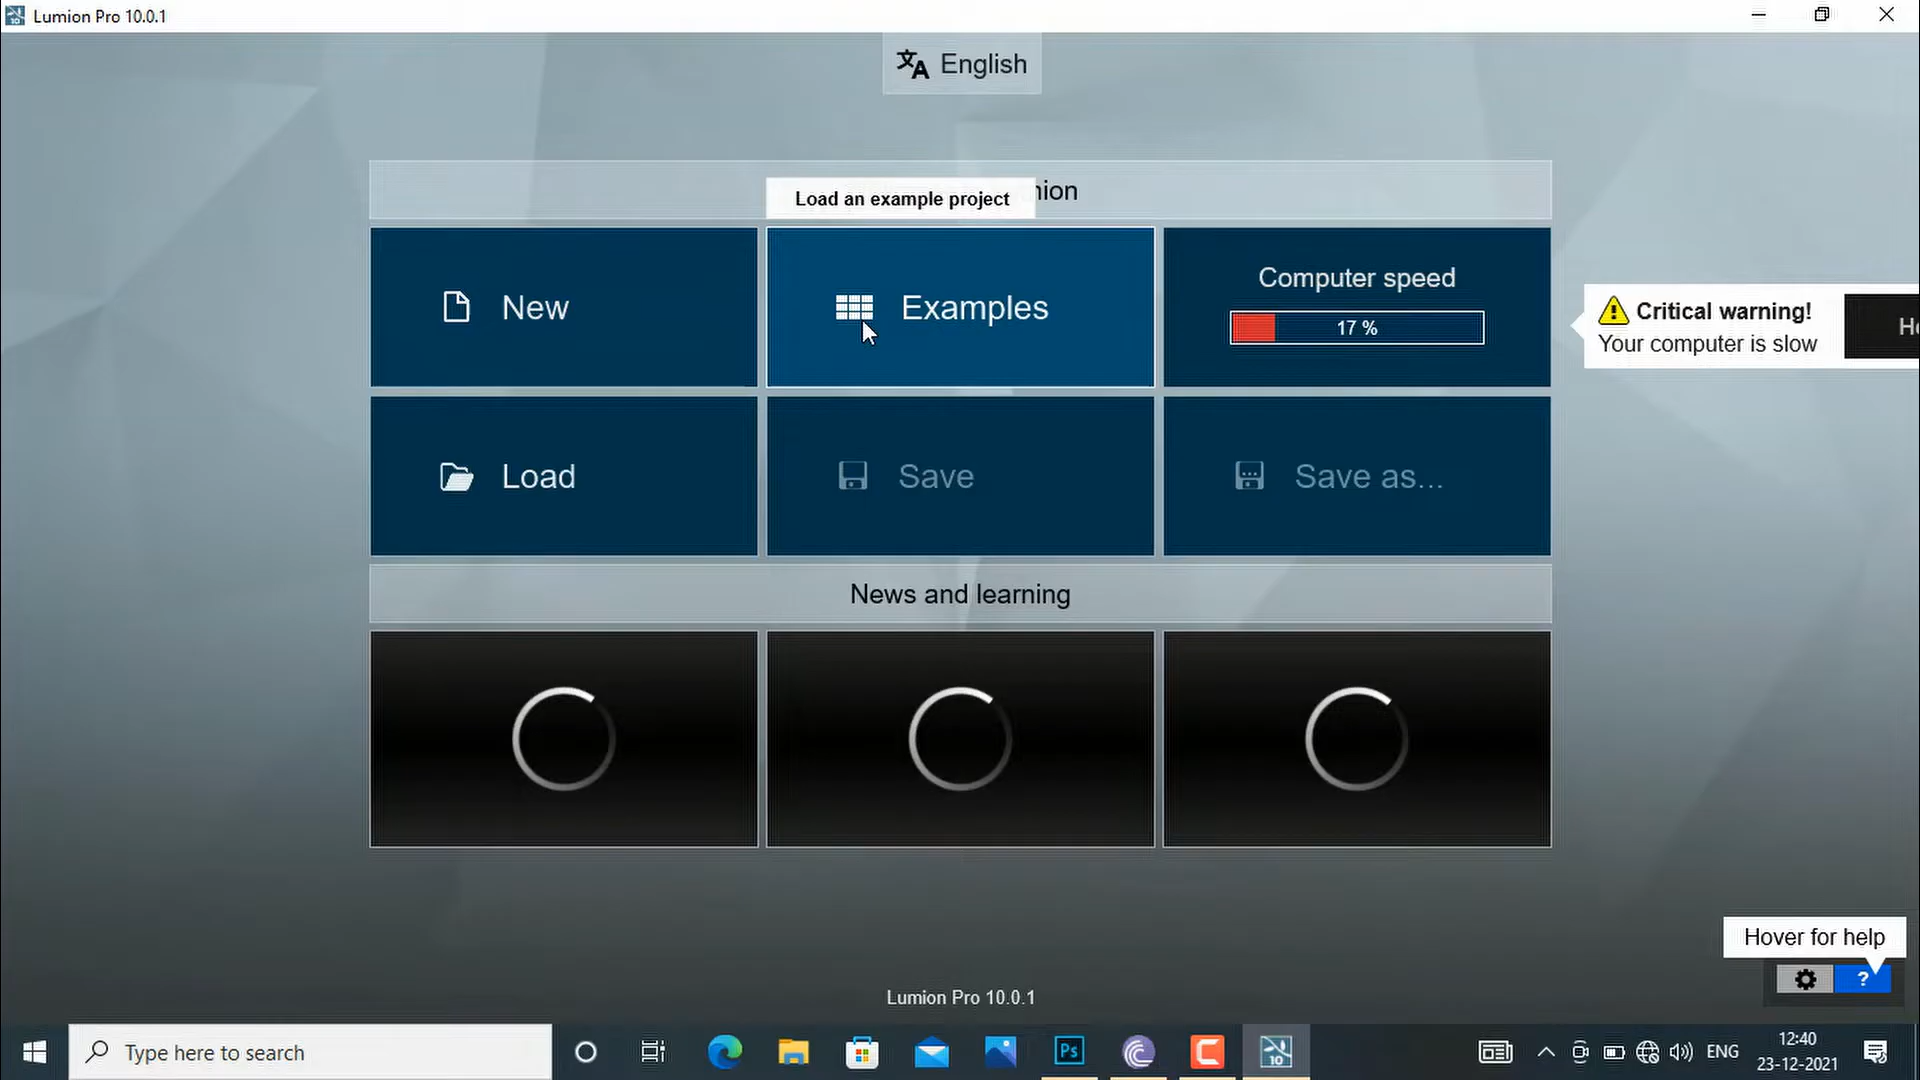 Lumion Pro 10.0.1
English
Load an example project
New
Examples
Computer speed
17 %
Critical warning!
Your computer is slow
Load
Save
Save as...
News and learning
Hover for help
?
Lumion Pro 10.0.1
Type here to search
Ps
10
ENG
12:40
23-12-2021